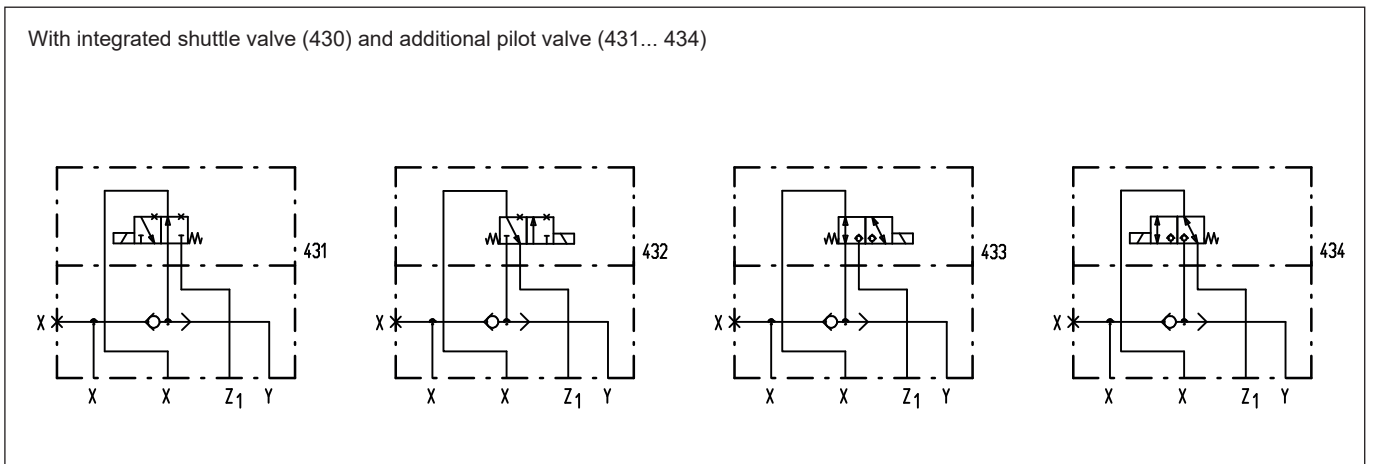 With integrated shuttle valve (430) and additional pilot valve (431... 434)
431
432
433
434
X X X X
X X Z1 Y
X X Z1 Y
X X Z1 Y
X X Z1 Y